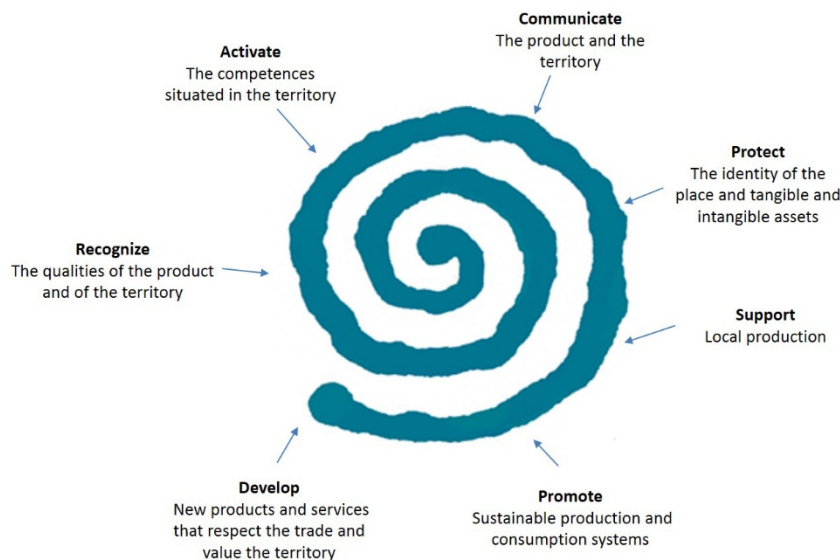 Communicate
The product and the
territory
Activate
The competences
situated in the territory
Protect
The identity of the
place and tangible and
intangible assets
Recognize
The qualities of the product
and of the territory
Support
Local production
Develop
New products and services
that respect the trade and
value the territory
Promote
Sustainable production and
consumption systems